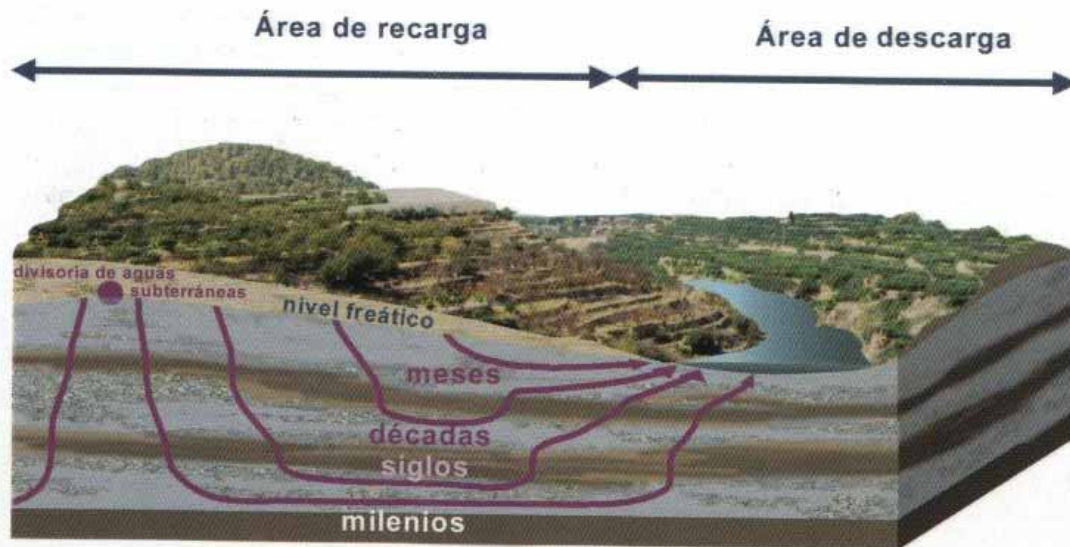 Área de recarga
Área de descarga
divisoria de aguas
subterráneas
nivel freático
meses
décadas
siglos
milenios